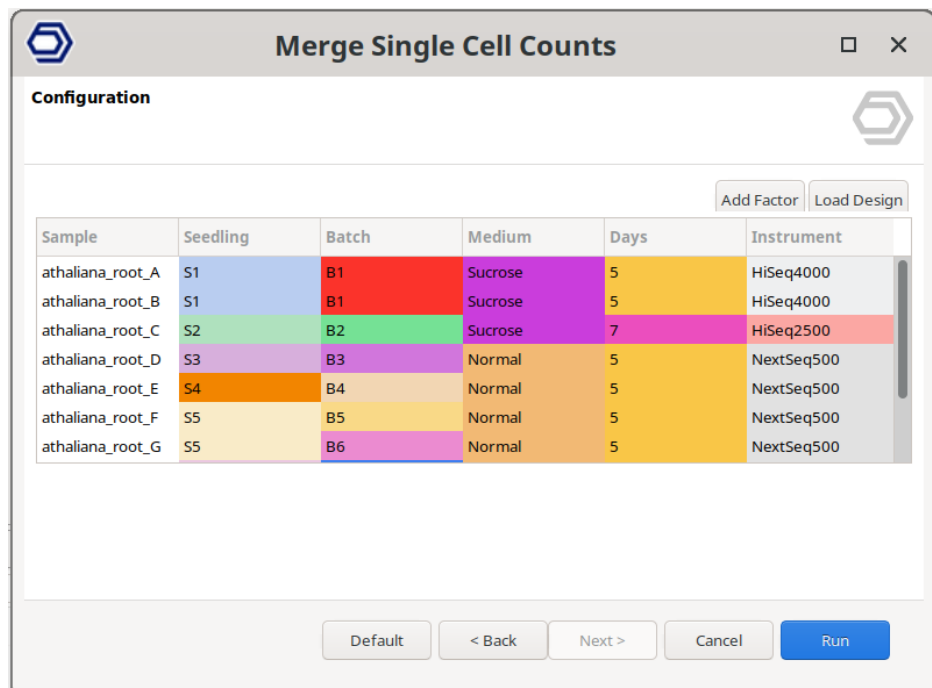 Merge Single Cell Counts
Configuration
Add Factor Load Design
Sample Seedling Batch Medium Days Instrument
athaliana_root_A S1 B1 Sucrose 5 HiSeq4000
athaliana_root_B S1 B1 Sucrose 5 HiSeq4000
athaliana_root_C S2 B2 Sucrose 7 HiSeq2500
athaliana_root_D S3 B3 Normal 5 NextSeq500
athaliana_root_E S4 B4 Normal 5 NextSeq500
athaliana_root_F S5 B5 Normal 5 NextSeq500
athaliana_root_G S5 B6 Normal 5 NextSeq500
Default < Back Next > Cancel Run